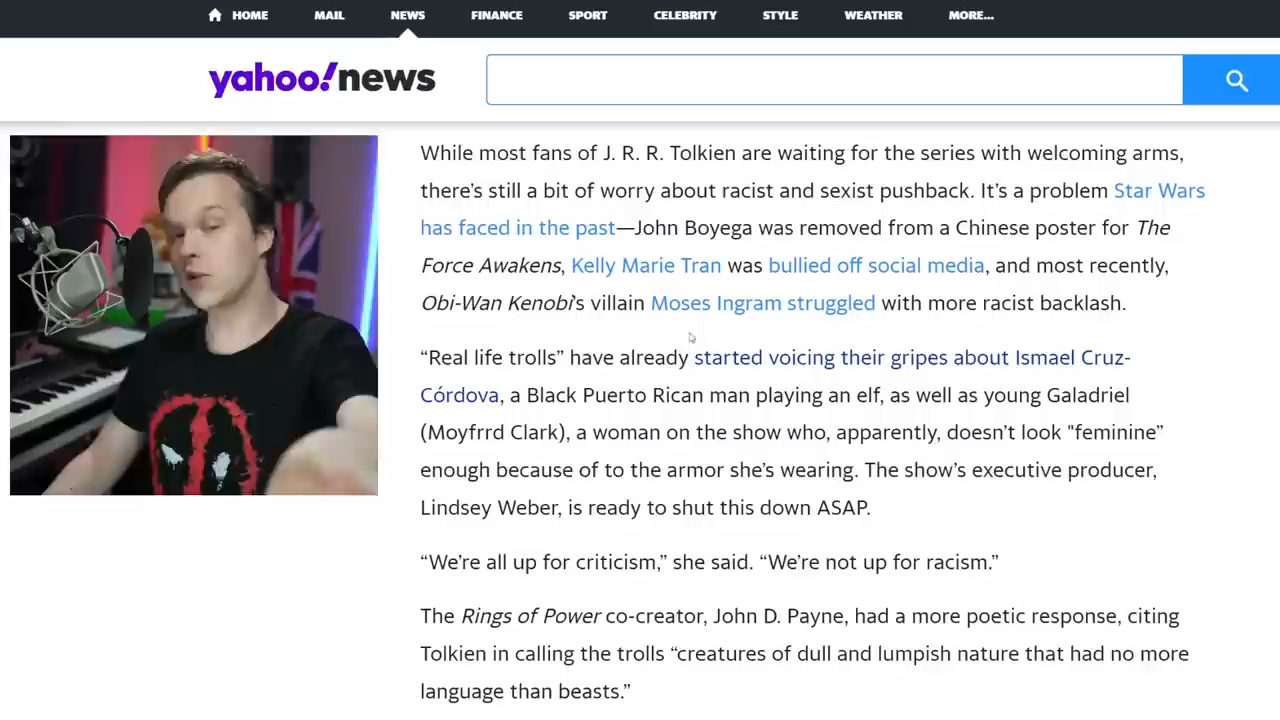 HOME MAIL NEWS FINANCE SPORT CELEBRITY STYLE WEATHER MORE...
yahoo!news
While most fans of J. R. R. Tolkien are waiting for the series with welcoming arms,
there’s still a bit of worry about racist and sexist pushback. It’s a problem Star Wars
has faced in the past—John Boyega was removed from a Chinese poster for The
Force Awakens, Kelly Marie Tran was bullied off social media, and most recently,
Obi-Wan Kenobi’s villain Moses Ingram struggled with more racist backlash.
“Real life trolls” have already started voicing their gripes about Ismael Cruz-
Córdova, a Black Puerto Rican man playing an elf, as well as young Galadriel
(Moyfrrd Clark), a woman on the show who, apparently, doesn’t look "feminine”
enough because of to the armor she’s wearing. The show’s executive producer,
Lindsey Weber, is ready to shut this down ASAP.
“We’re all up for criticism,” she said. “We’re not up for racism.”
The Rings of Power co-creator, John D. Payne, had a more poetic response, citing
Tolkien in calling the trolls “creatures of dull and lumpish nature that had no more
language than beasts.”